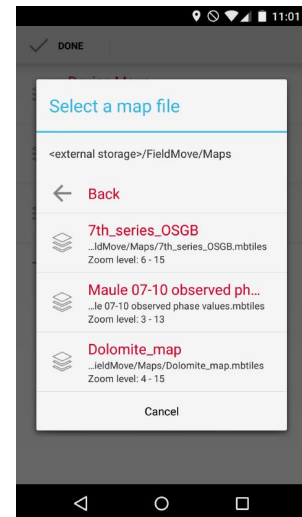 11:01
DONE
Select a map file
<external storage>/FieldMove/Maps
Back
7th_series_OSGB
...ldMove/Maps/7th_series_OSGB.mbtiles
Zoom level: 6 - 15
Maule 07-10 observed ph...
...le 07-10 observed phase values.mbtiles
Zoom level: 3 - 13
Dolomite_map
...ieldMove/Maps/Dolomite_map.mbtiles
Zoom level: 4 - 15
Cancel